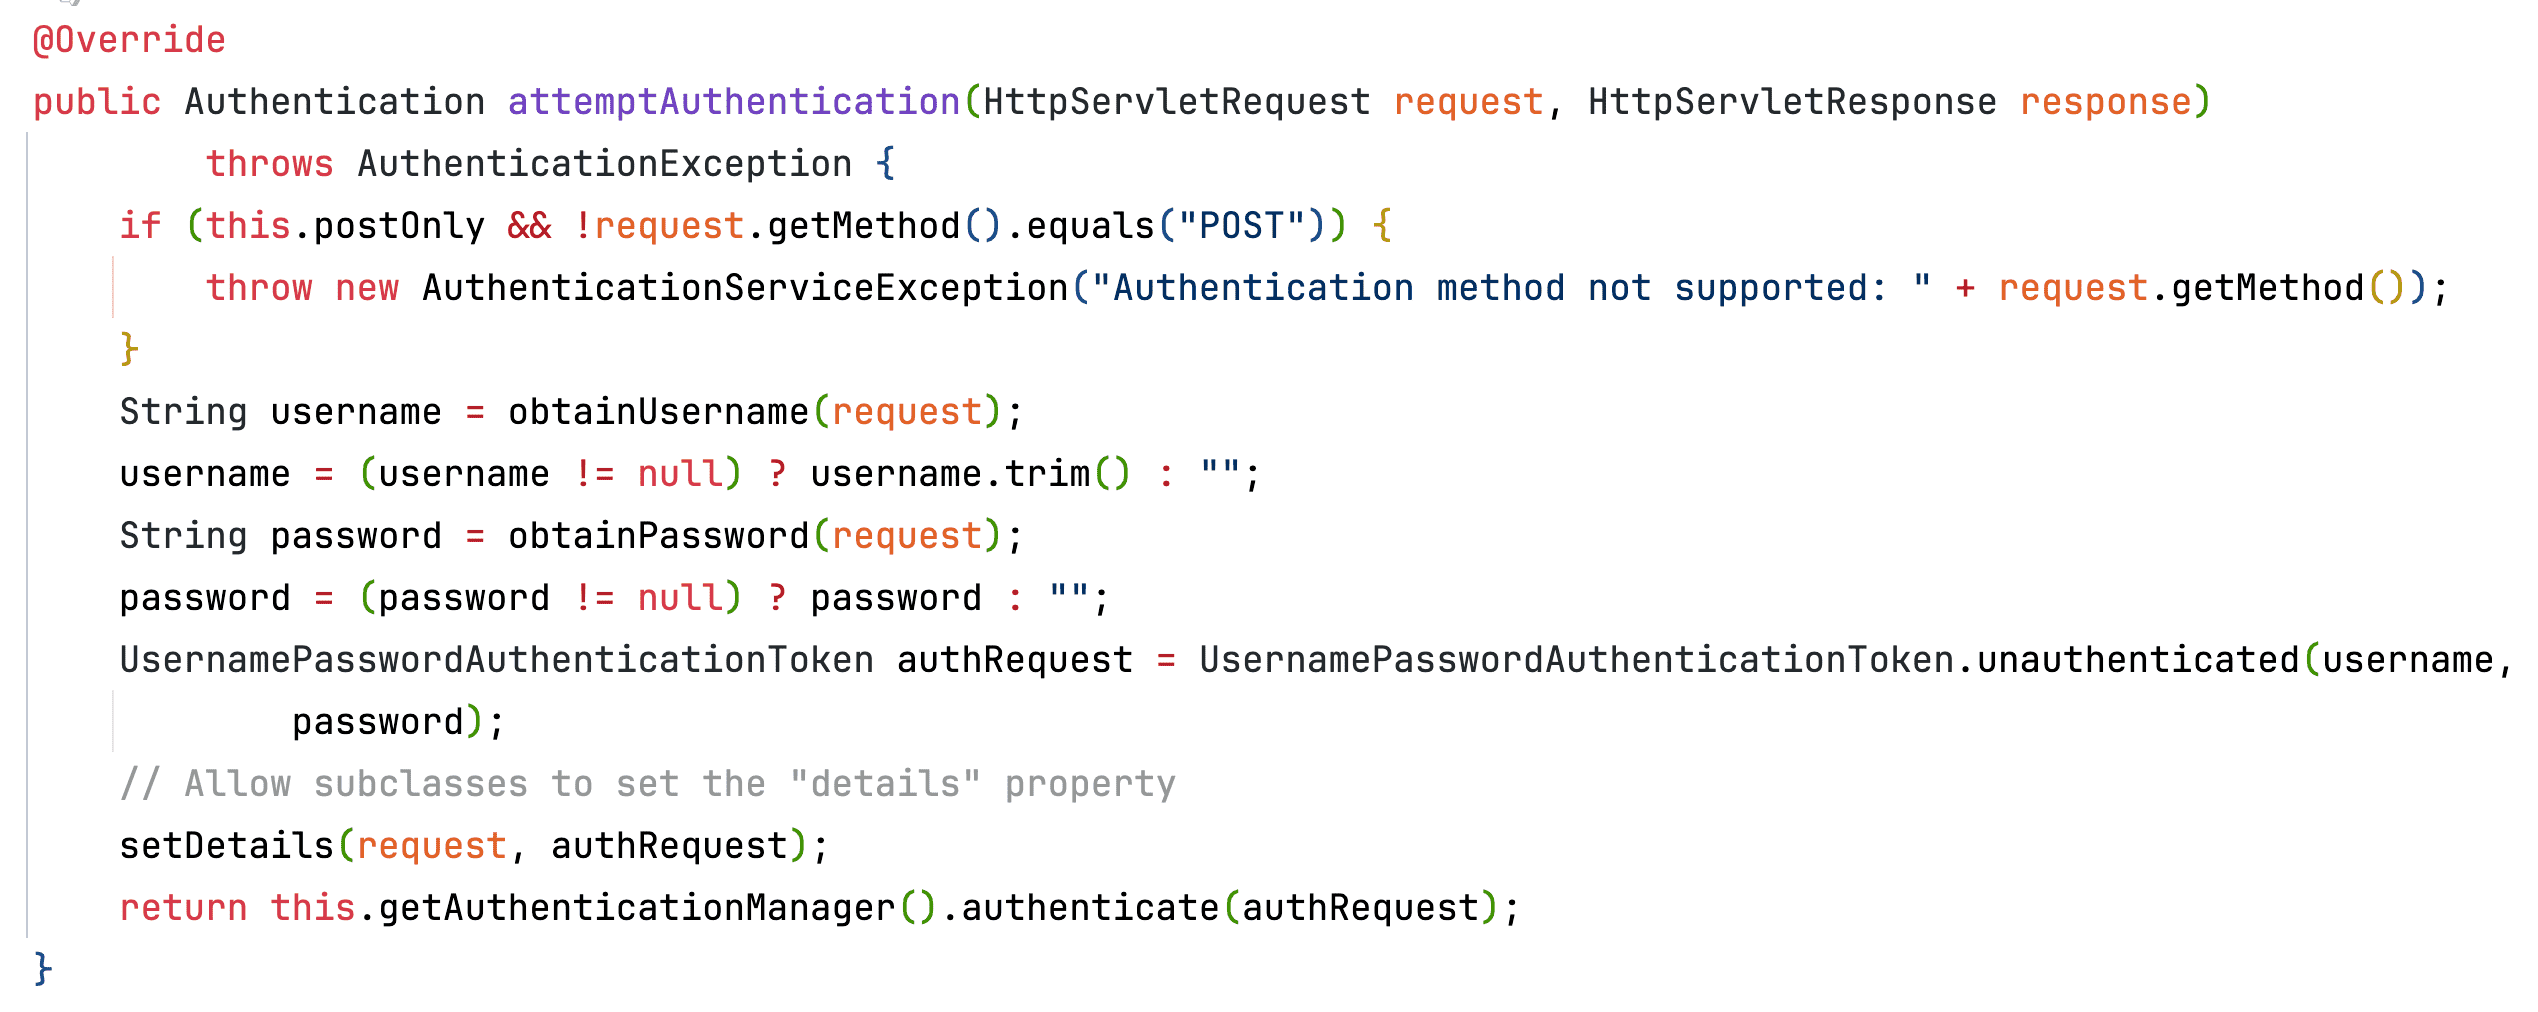 @Override
public Authentication attemptAuthentication(HttpServletRequest request, HttpServletResponse response)
        throws AuthenticationException {
    if (this.postOnly && !request.getMethod().equals("POST")) {
        throw new AuthenticationServiceException("Authentication method not supported: " + request.getMethod());
    }
    String username = obtainUsername(request);
    username = (username != null) ? username.trim() : "";
    String password = obtainPassword(request);
    password = (password != null) ? password : "";
    UsernamePasswordAuthenticationToken authRequest = UsernamePasswordAuthenticationToken.unauthenticated(username,
            password);
    // Allow subclasses to set the "details" property
    setDetails(request, authRequest);
    return this.getAuthenticationManager().authenticate(authRequest);
}